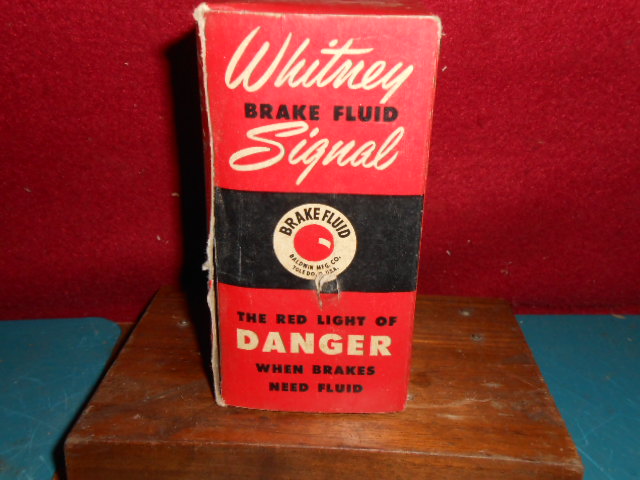 Whitney
BRAKE FLUID
Signal
BRAKE FLUID
BALDWIN MFG. CO.
TOLEDO, O. USA.
THE RED LIGHT OF
DANGER
WHEN BRAKES
NEED FLUID